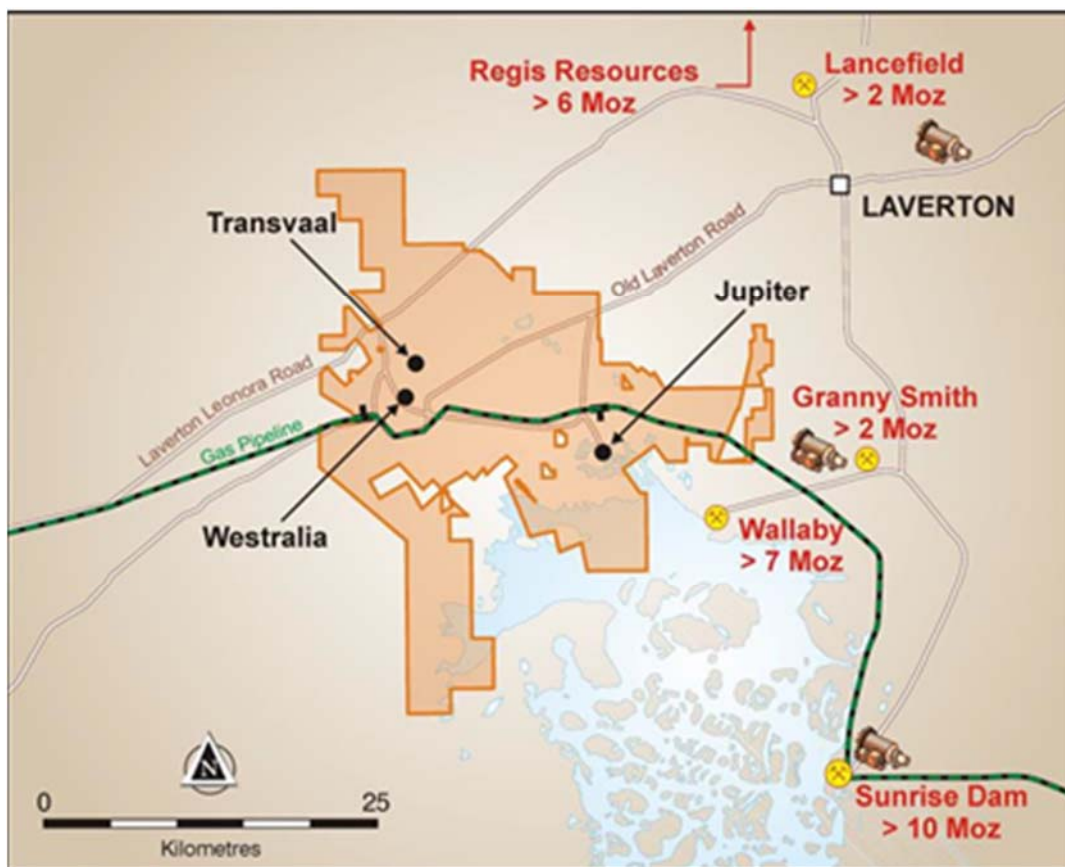 Regis Resources
> 6 Moz
Lancefield
> 2 Moz
LAVERTON
Transvaal
Old Laverton Road
Jupiter
Laverton Leonora Road
Gas Pipeline
Granny Smith
> 2 Moz
Westralia
Wallaby
> 7 Moz
N
0 25
Kilometres
Sunrise Dam
> 10 Moz